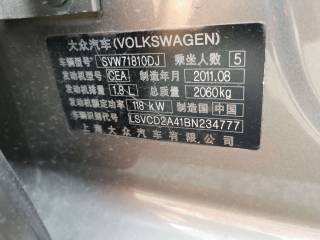 大众汽车(VOLKSWAGEN)
车辆型号 SVW71810DJ 乘坐人数 5
发动机型号 CEA 制造年月 2011.08
发动机排量 1.8 L 总质量 2060kg
发动机额定功率 118 kW 制造国 中国
车辆识别代号 LSVCD2A41BN234777
上海大众汽车有限公司